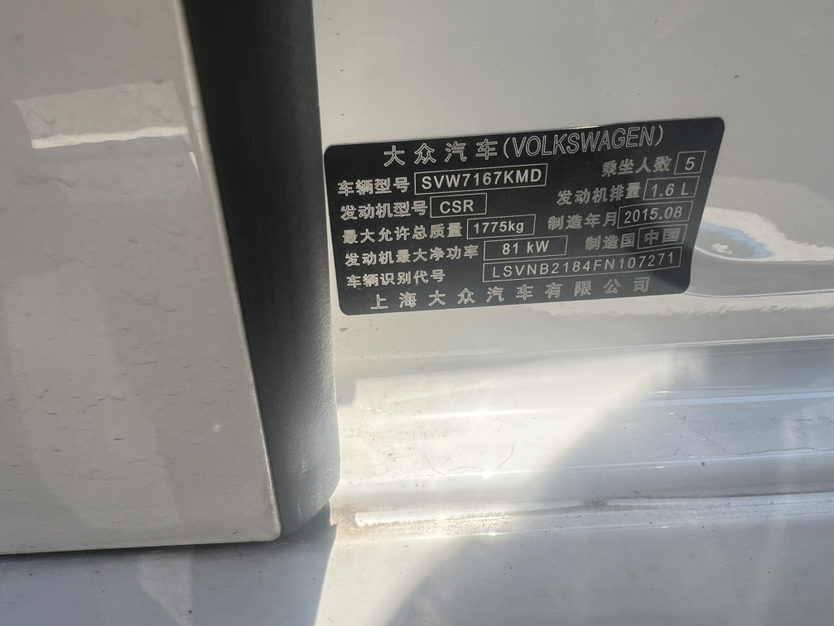 大众汽车(VOLKSWAGEN)
车辆型号 SVW7167KMD 乘坐人数 5
发动机型号 CSR 发动机排量 1.6 L
最大允许总质量 1775kg 制造年月 2015.08
发动机最大净功率 81 kW 制造国 中国
车辆识别代号 LSVNB2184FN107271
上海大众汽车有限公司